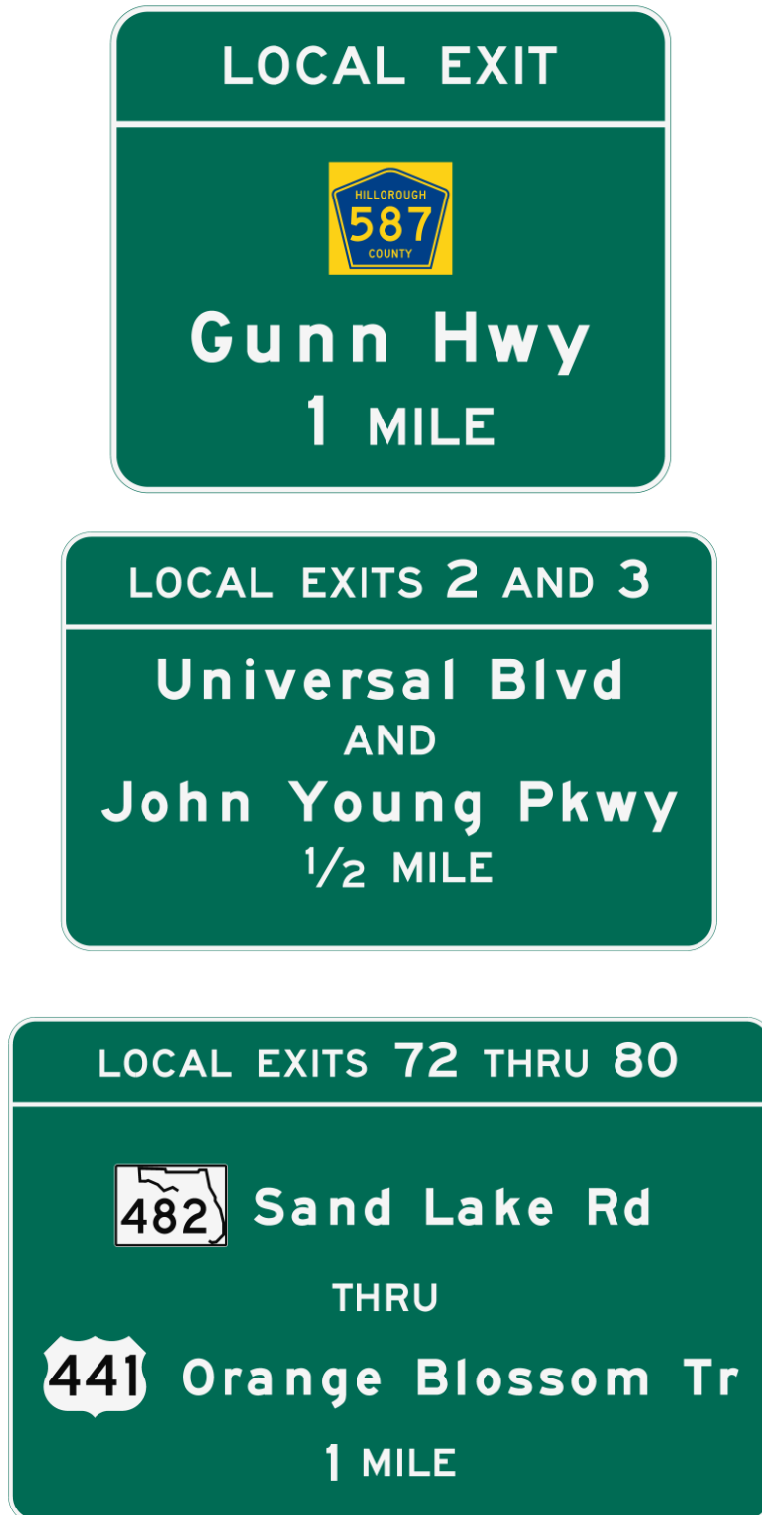 LOCAL EXIT
HILLCROUGH
587
COUNTY
Gunn Hwy
1 MILE
LOCAL EXITS 2 AND 3
Universal Blvd
AND
John Young Pkwy
1/2 MILE
LOCAL EXITS 72 THRU 80
482 Sand Lake Rd
THRU
441 Orange Blossom Tr
1 MILE